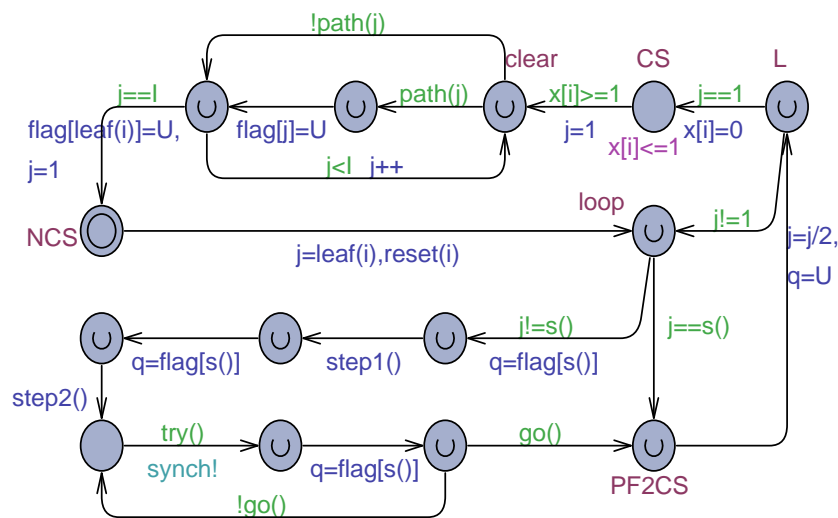 !path(j)
clear
CS
L
j==I
path(j)
x[i]>=1
j==1
flag[leaf(i)]=U,
flag[j]=U
j=1
x[i]=0
j=1
j<I j++
x[i]<=1
loop
NCS
j!=1
j=leaf(i),reset(i)
j=j/2,
q=U
j!=s()
j==s()
q=flag[s()]
step1()
q=flag[s()]
step2()
try()
go()
synch!
q=flag[s()]
PF2CS
!go()